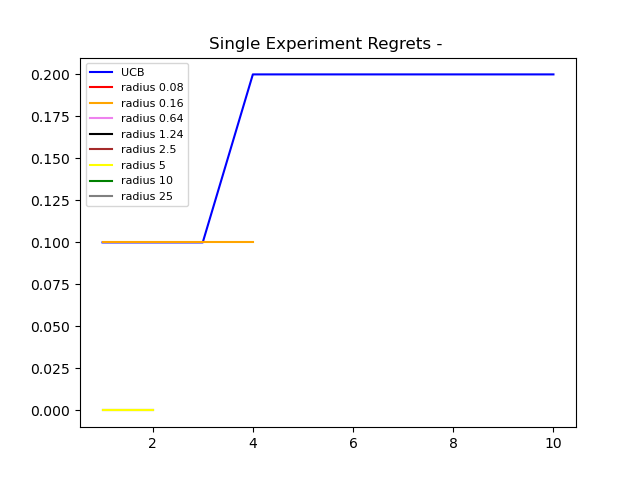 Single Experiment Regrets -
0.200
0.175
0.150
0.125
0.100
0.075
0.050
0.025
0.000
UCB
radius 0.08
radius 0.16
radius 0.64
radius 1.24
radius 2.5
radius 5
radius 10
radius 25
2 4 6 8 10